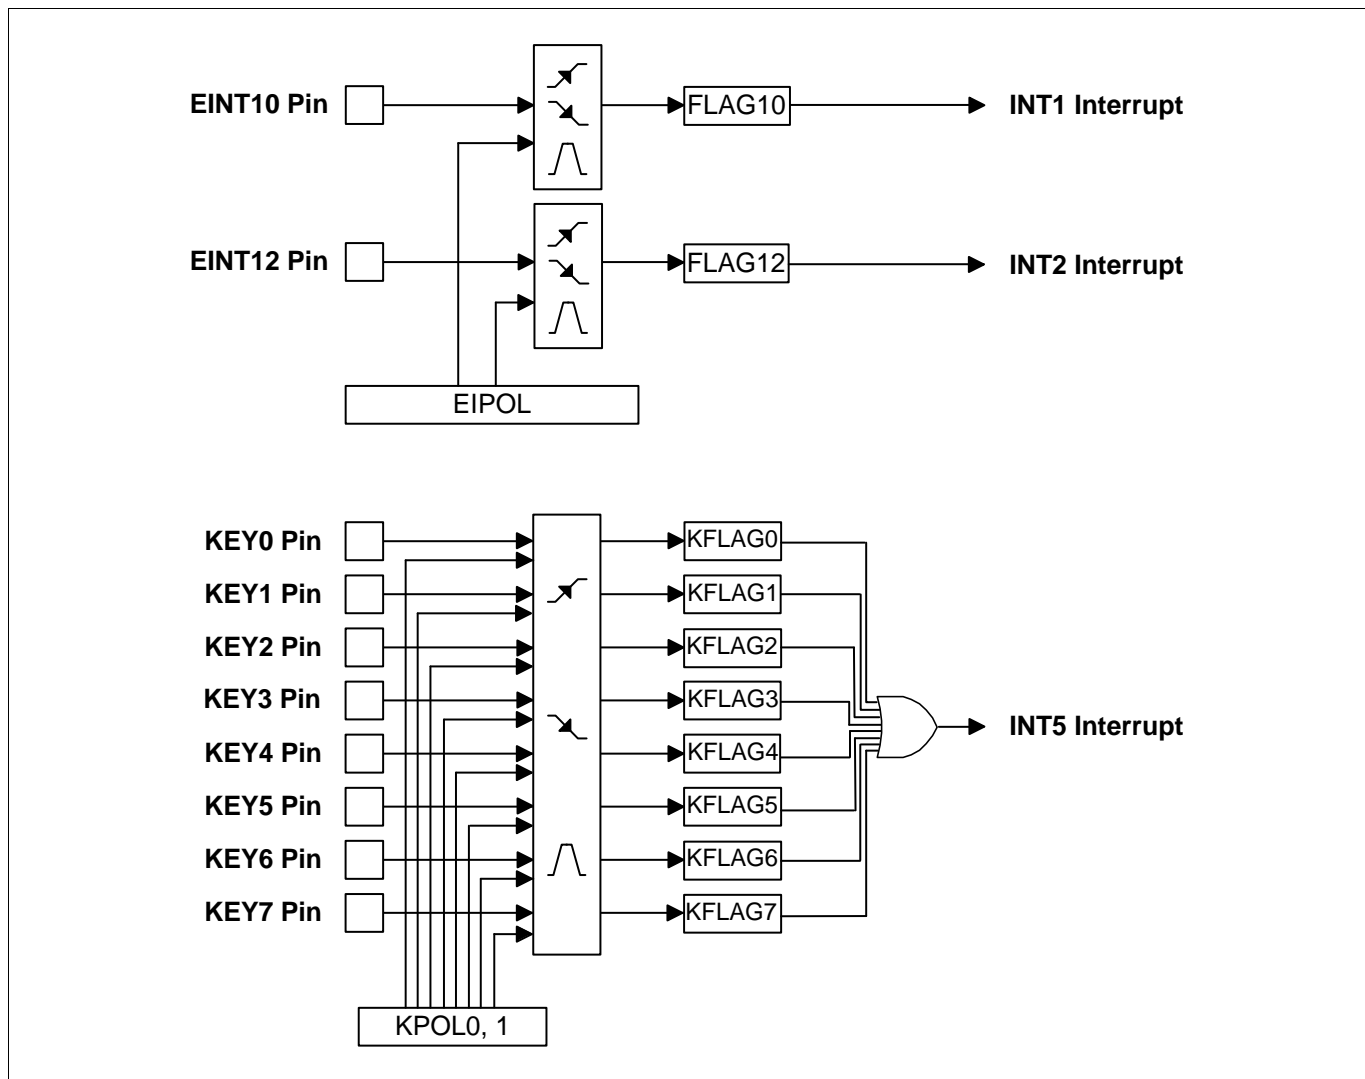 EINT10 Pin
FLAG10
INT1 Interrupt
EINT12 Pin
FLAG12
INT2 Interrupt
EIPOL
KEY0 Pin
KFLAG0
KEY1 Pin
KFLAG1
KEY2 Pin
KFLAG2
KEY3 Pin
KFLAG3
INT5 Interrupt
KEY4 Pin
KFLAG4
KEY5 Pin
KFLAG5
KEY6 Pin
KFLAG6
KEY7 Pin
KFLAG7
KPOL0, 1